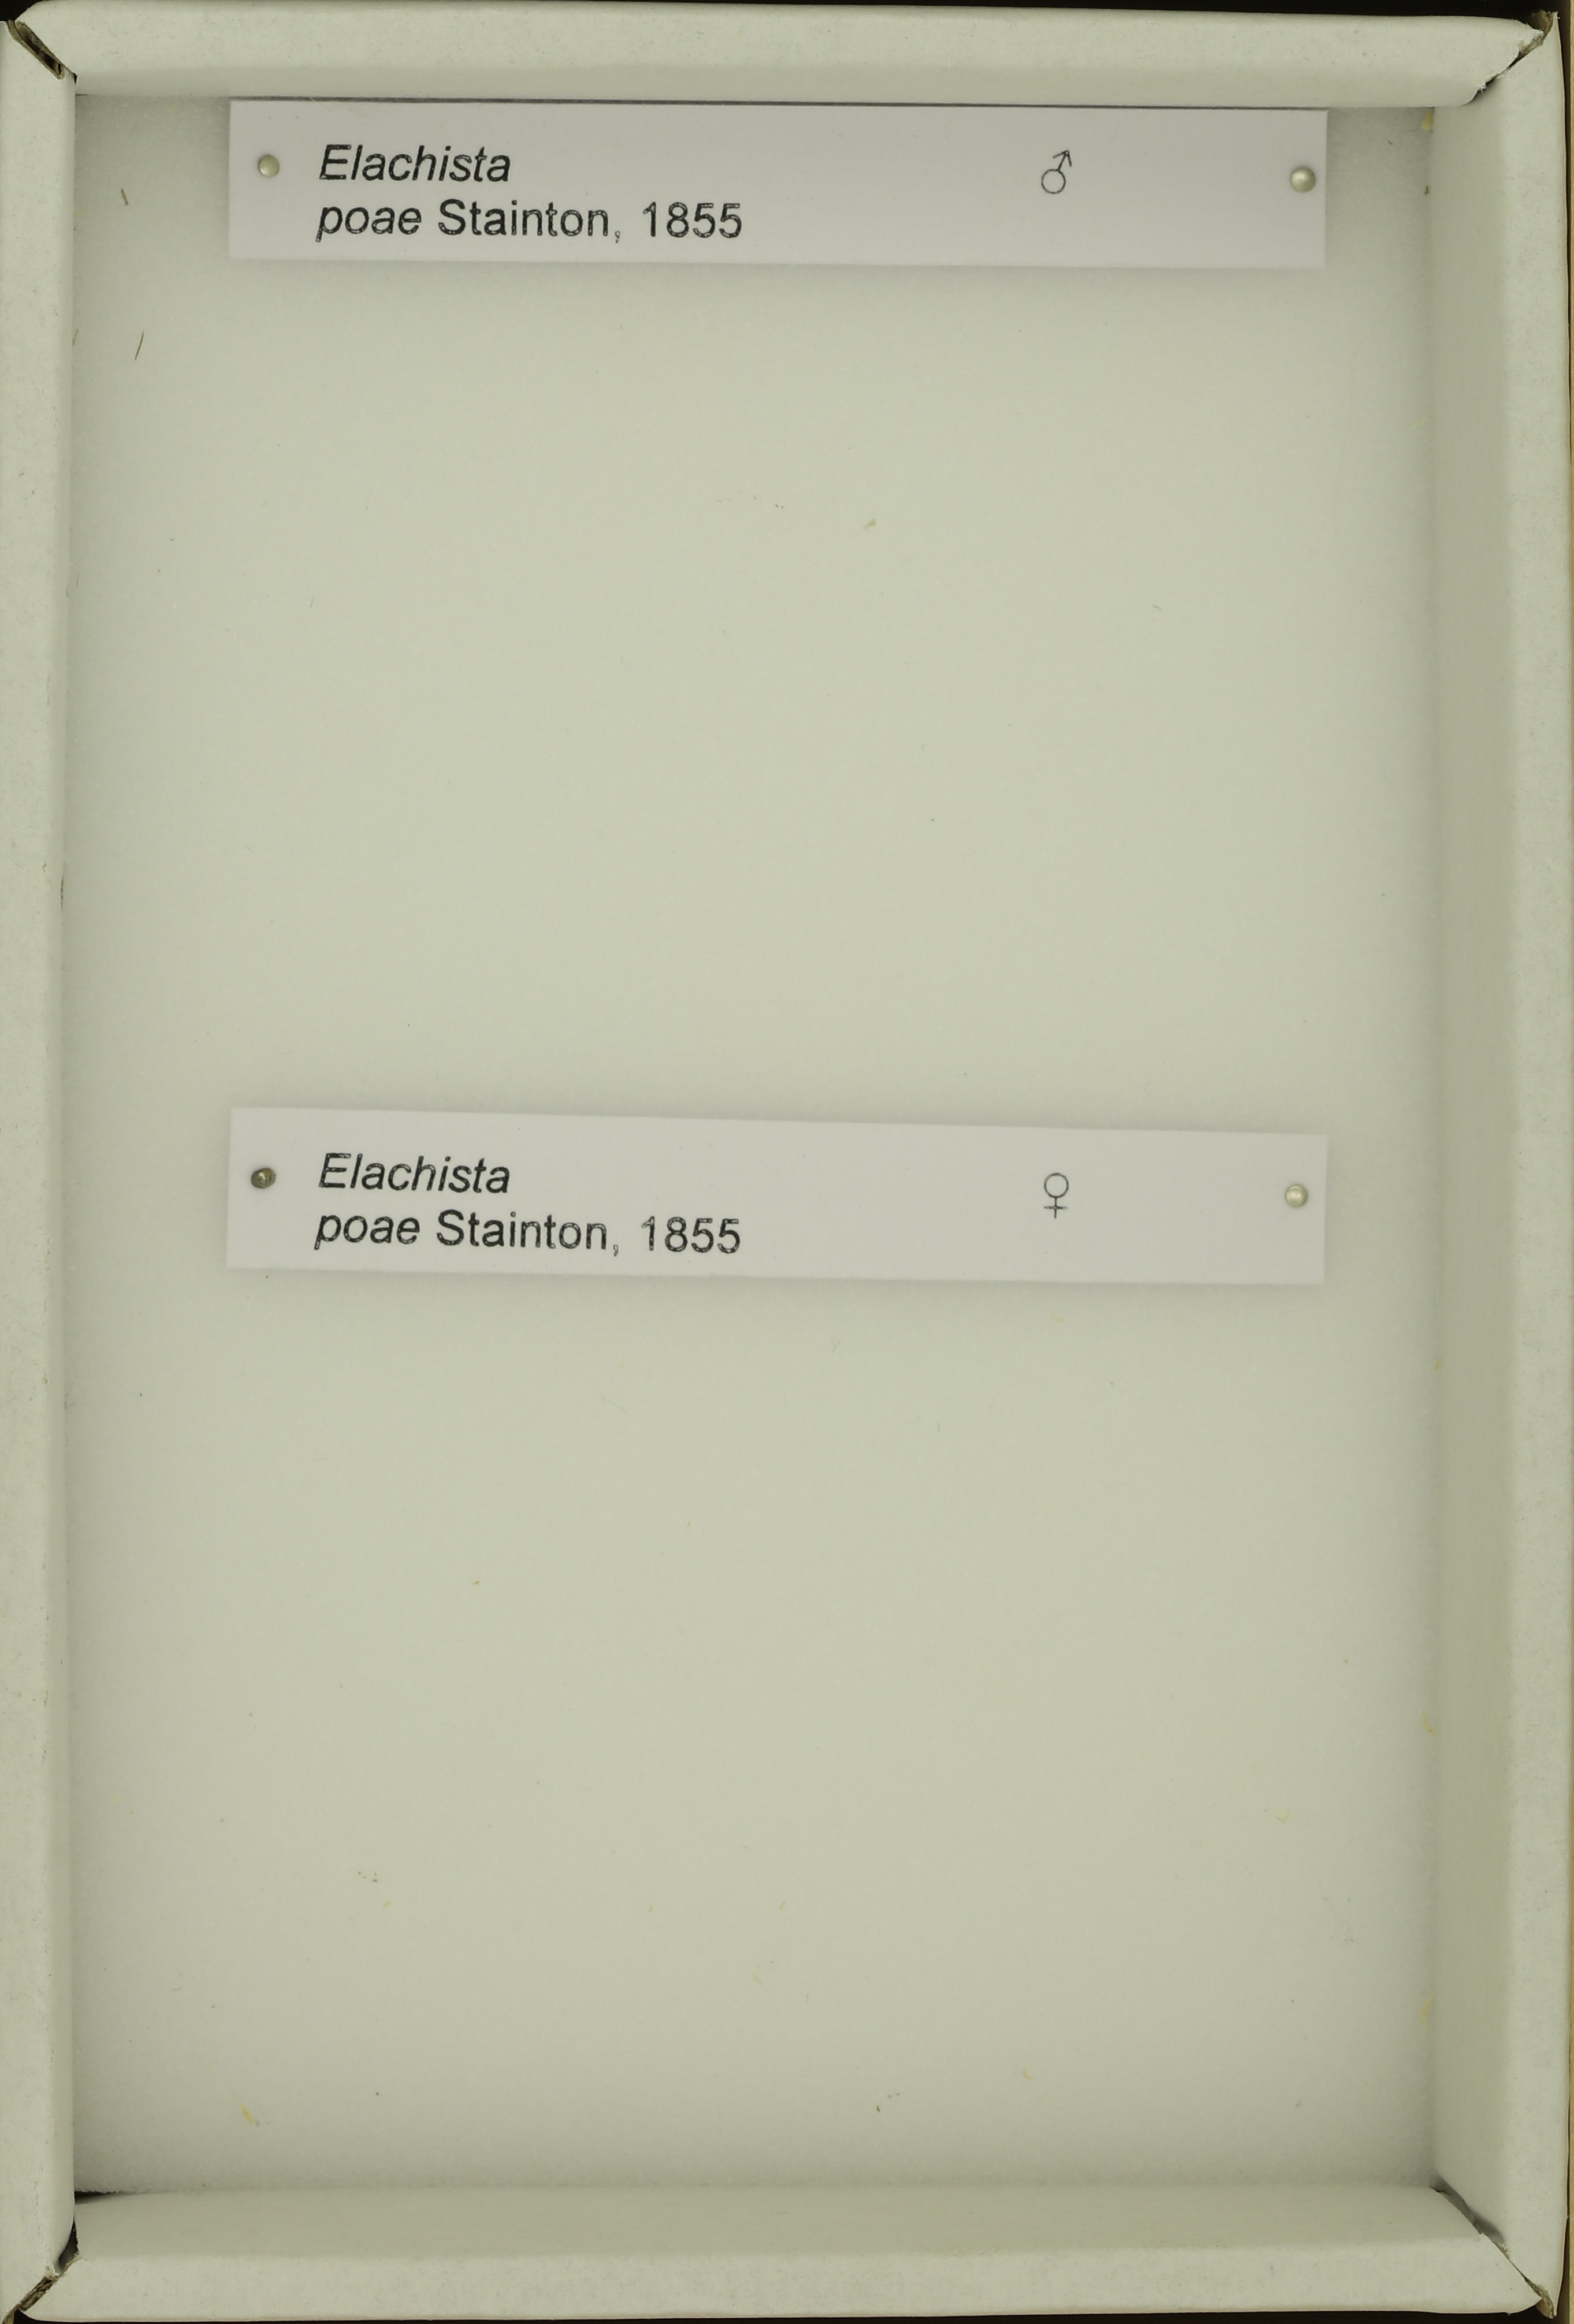 Elachista ♂
poae Stainton, 1855
Elachista ♀
poae Stainton, 1855